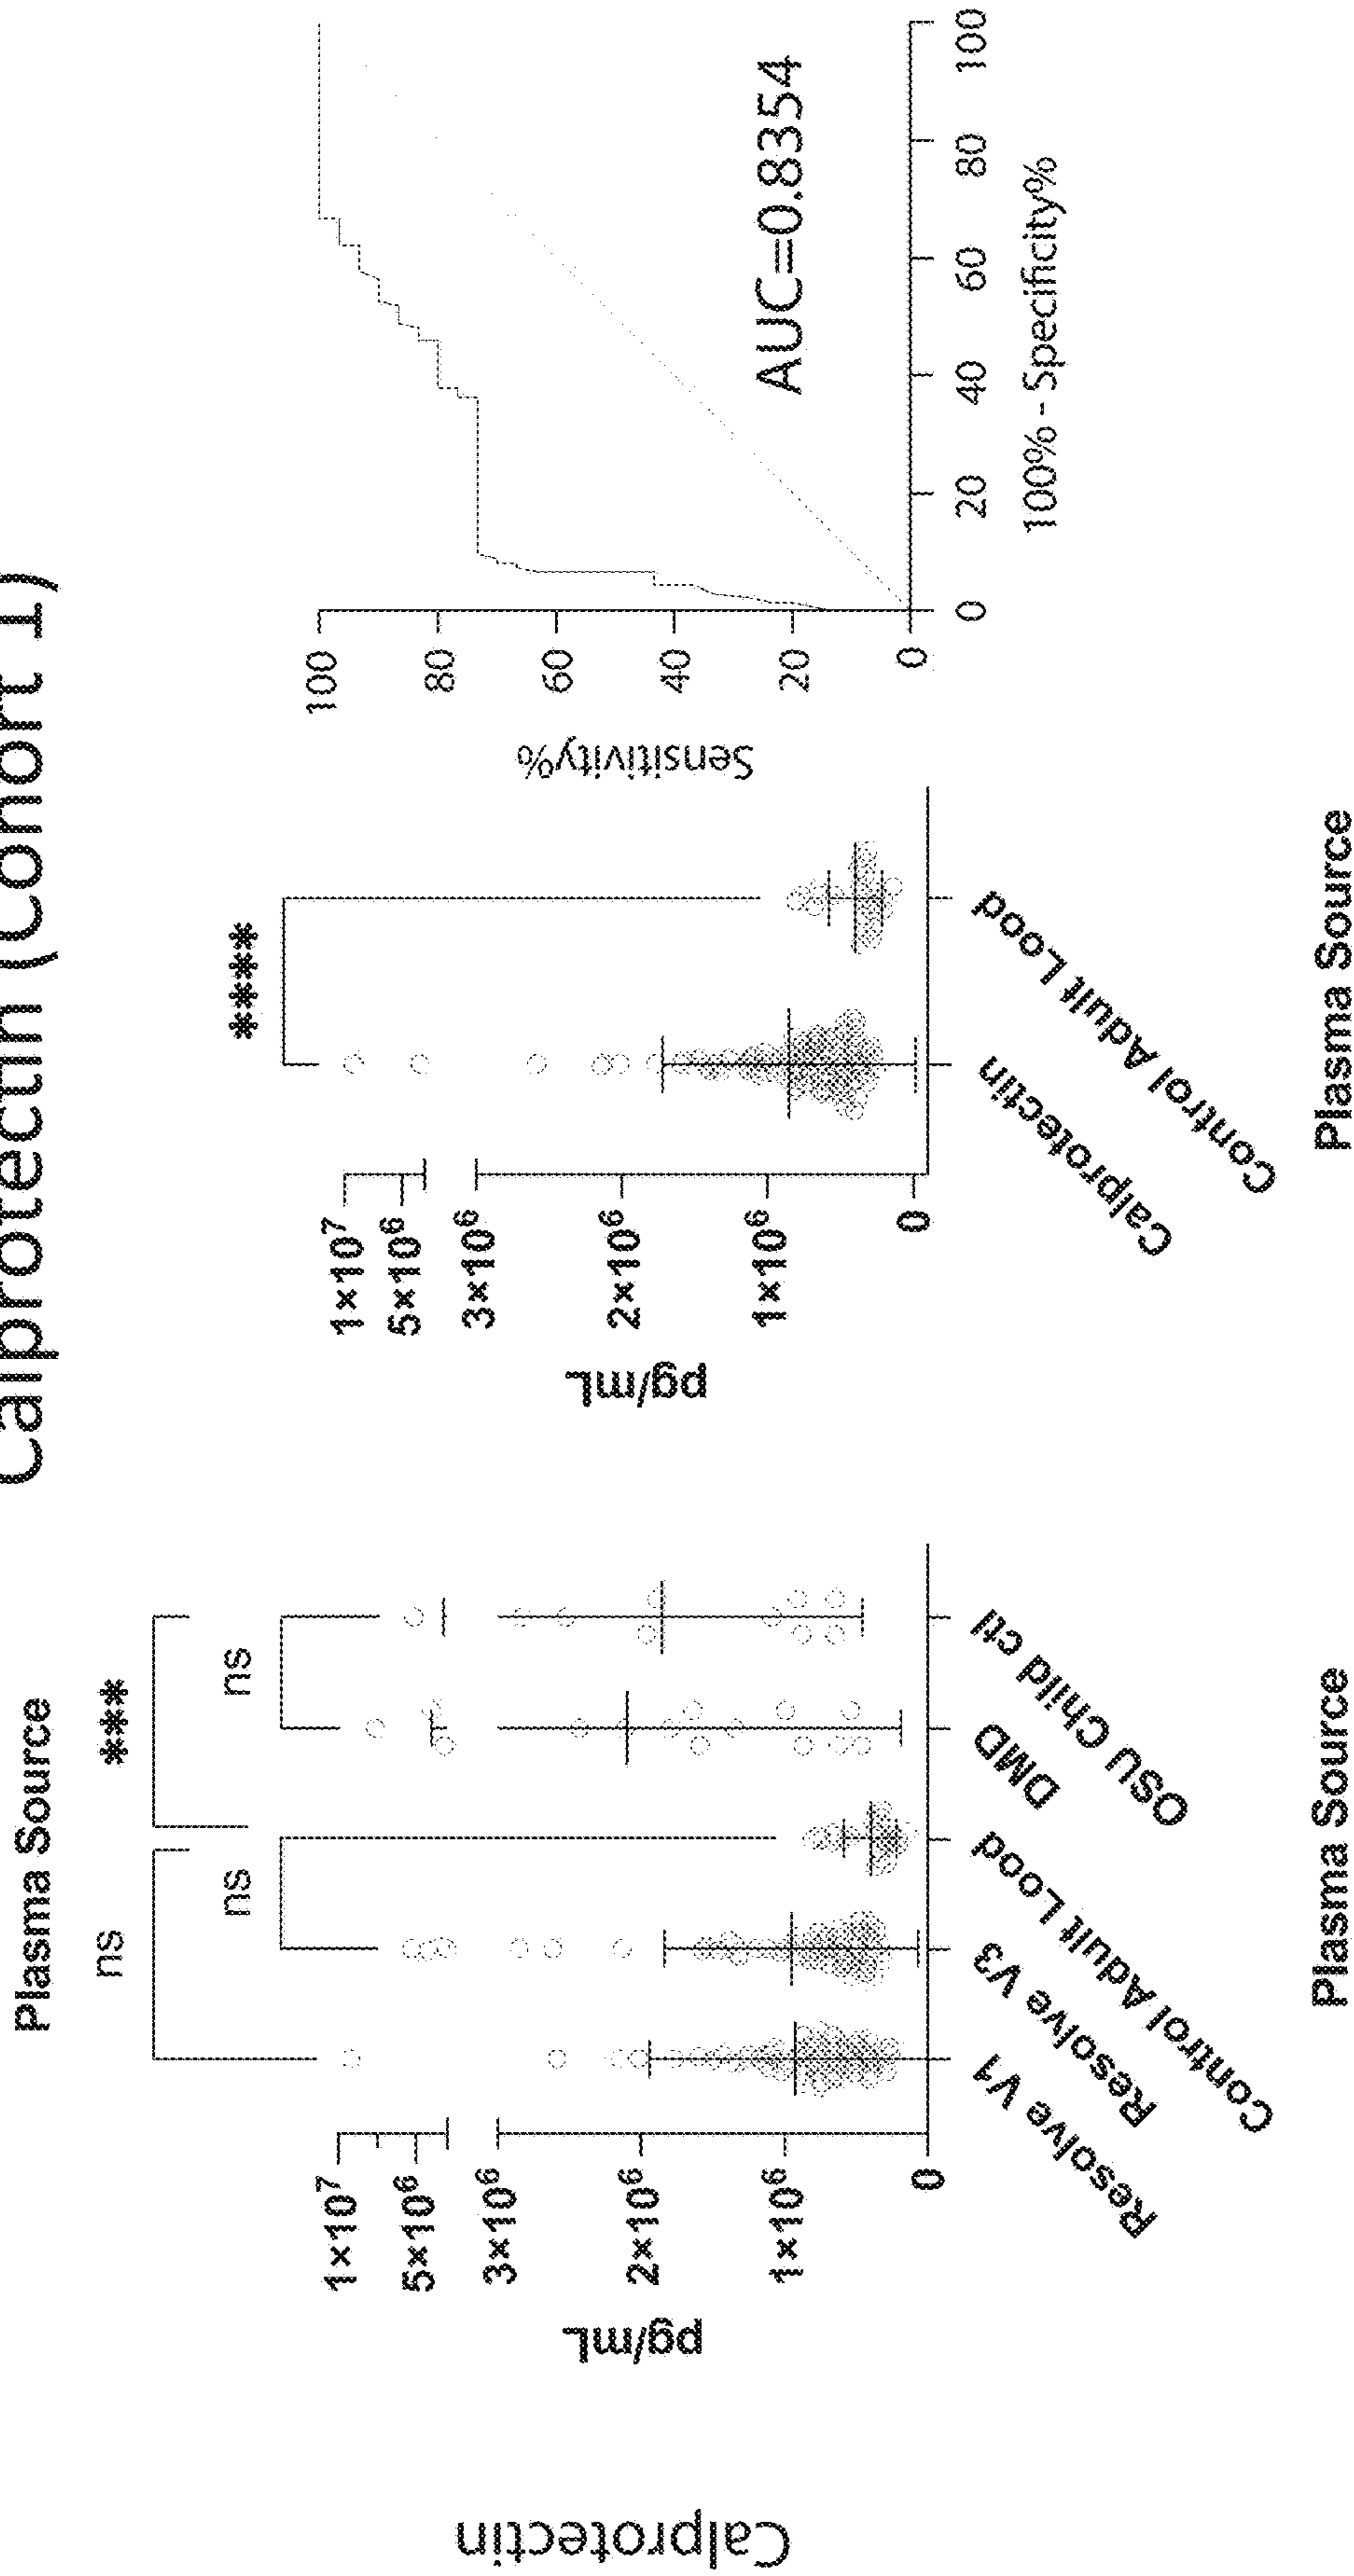 Calprotectin (Cohort 1)
Plasma Source
Calprotectin
ns
***
ns
ns
pg/mL
1×10⁷
5×10⁶
3×10⁶
2×10⁶
1×10⁶
0
Resolve V1
Resolve V3
Control Adult Lood
DMD
OSU Child ctl
Plasma Source
****
pg/mL
1×10⁷
5×10⁶
3×10⁶
2×10⁶
1×10⁶
0
Calprotectin
Control Adult Lood
Plasma Source
Sensitivity%
100
80
60
40
20
0
AUC=0.8354
0
20
40
60
80
100
100% - Specificity%